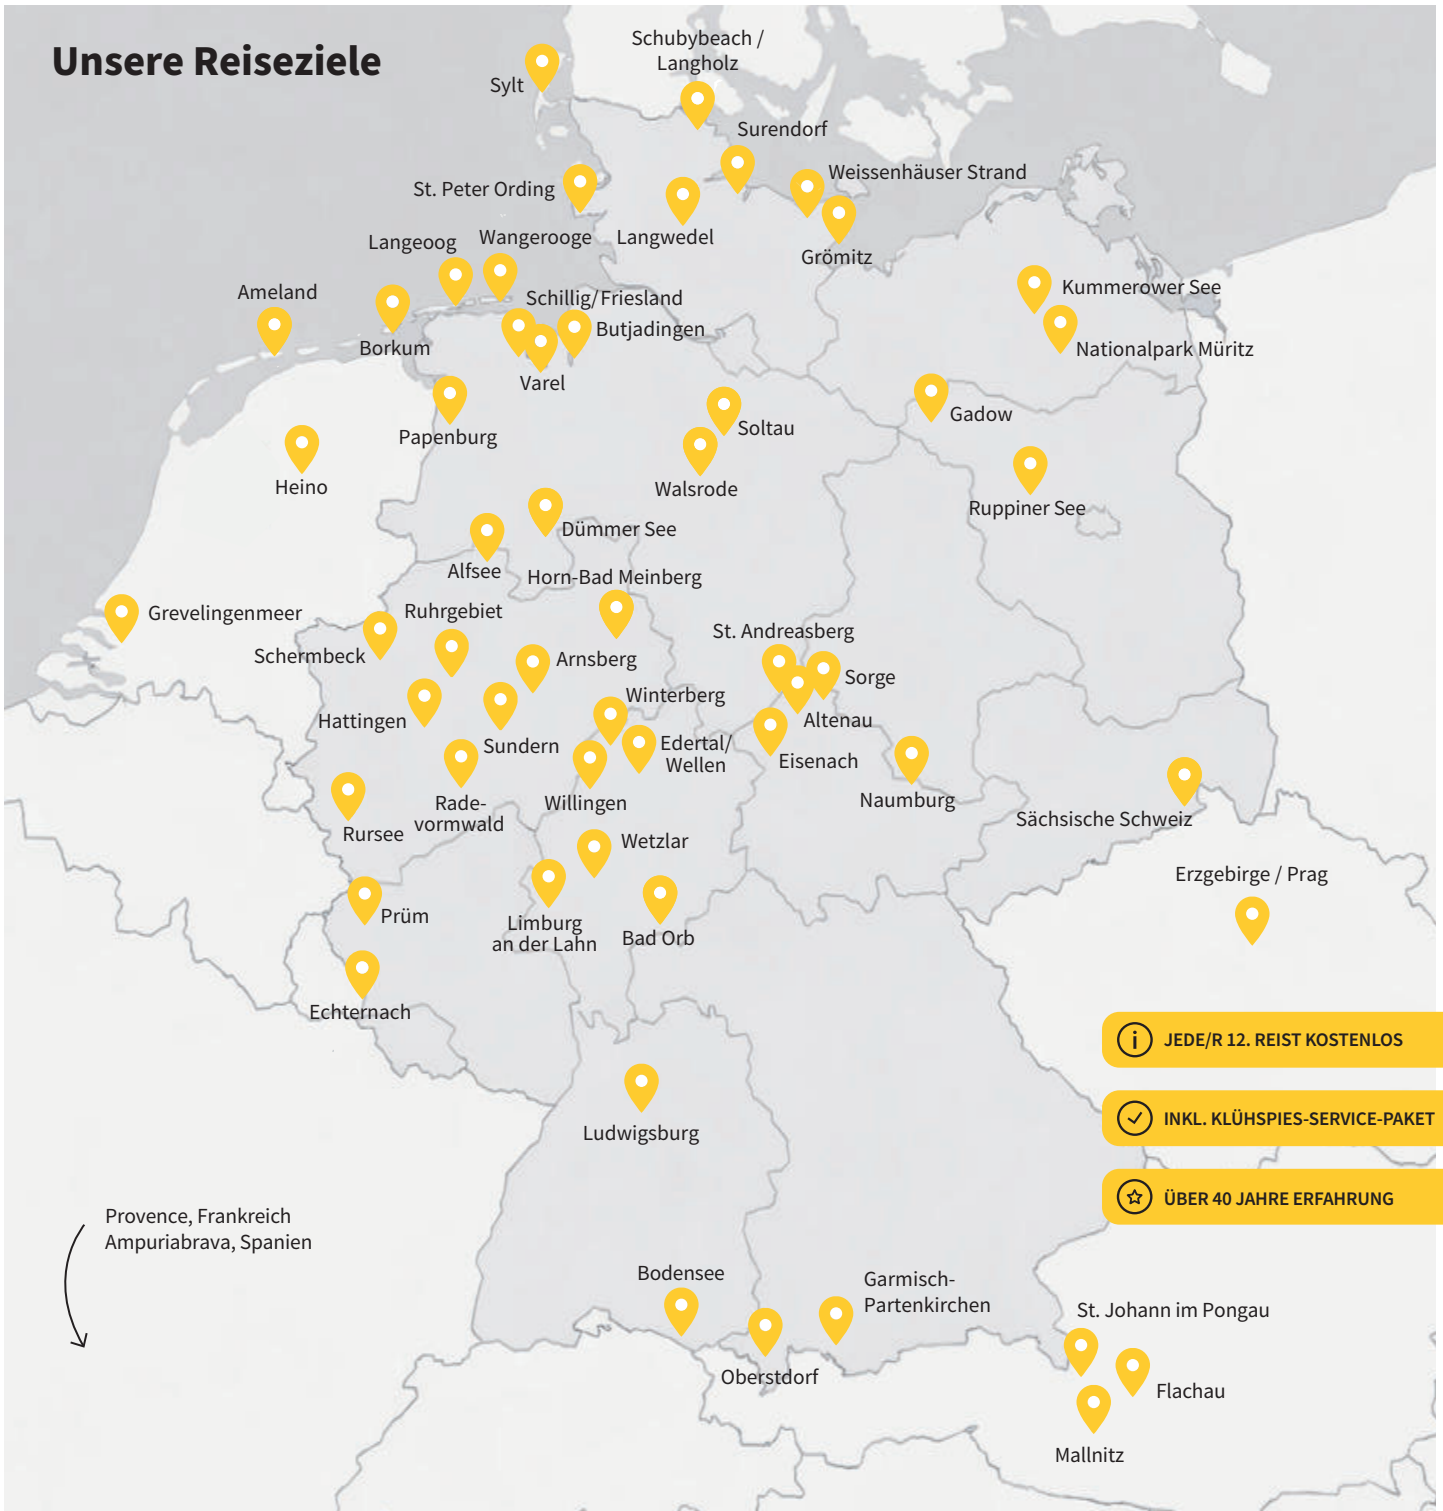 Unsere Reiseziele
Schubybeach /
Langholz
Sylt
Surendorf
Weissenhäuser Strand
St. Peter Ording
Langwedel
Grömitz
Langeoog
Wangerooge
Ameland
Schillig/Friesland
Kummerower See
Butjadingen
Borkum
Nationalpark Müritz
Varel
Gadow
Soltau
Papenburg
Heino
Walsrode
Ruppiner See
Dümmer See
Alfsee
Horn-Bad Meinberg
Grevelingenmeer
Ruhrgebiet
St. Andreasberg
Schermbeck
Arnsberg
Sorge
Winterberg
Hattingen
Altenau
Sundern
Edertal/
Wellen
Eisenach
Willingen
Naumburg
Rade-
vormwald
Sächsische Schweiz
Rursee
Wetzlar
Erzgebirge / Prag
Prüm
Limburg
an der Lahn
Bad Orb
Echternach
JEDE/R 12. REIST KOSTENLOS
INKL. KLÜHSPIES-SERVICE-PAKET
Ludwigsburg
ÜBER 40 JAHRE ERFAHRUNG
Provence, Frankreich
Ampuriabrava, Spanien
Bodensee
Garmisch-
Partenkirchen
St. Johann im Pongau
Oberstdorf
Flachau
Mallnitz